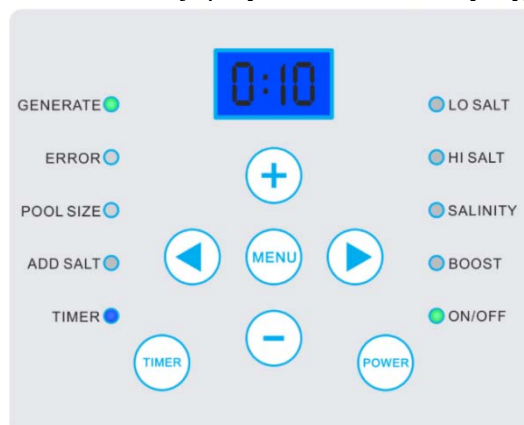 0:10
GENERATE
LO SALT
ERROR
HI SALT
POOL SIZE
SALINITY
ADD SALT
MENU
BOOST
TIMER
ON/OFF
TIMER
POWER